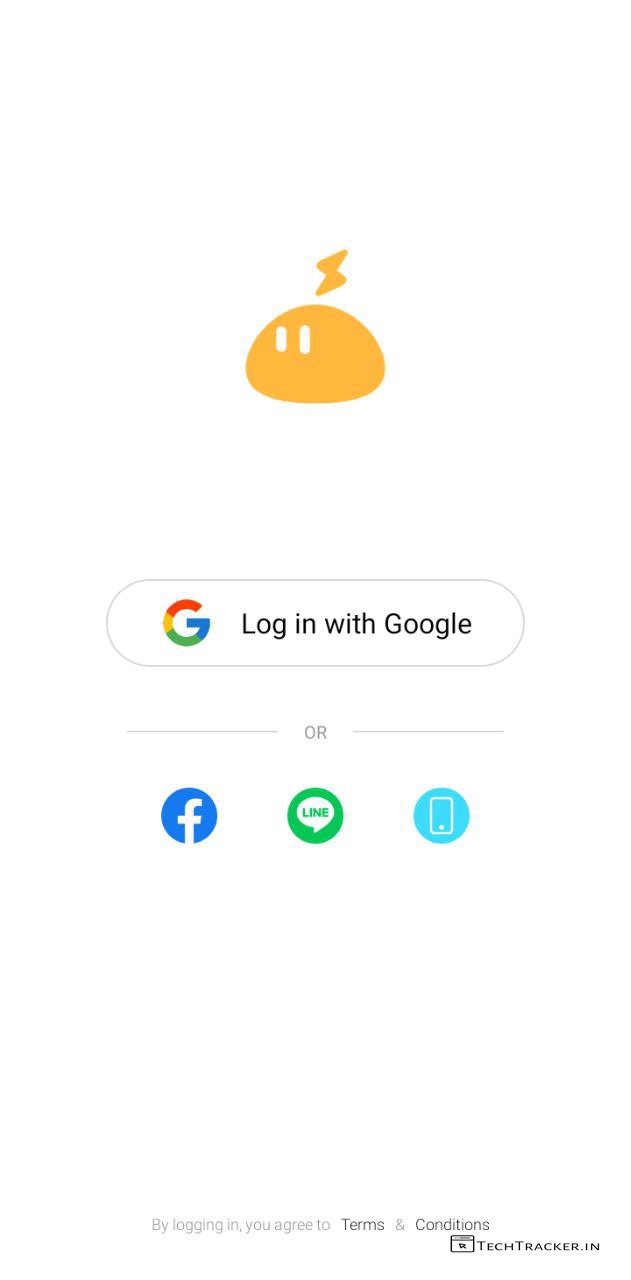 Log in with Google
OR
LINE
By logging in, you agree to Terms & Conditions
TECHTRACKER.IN